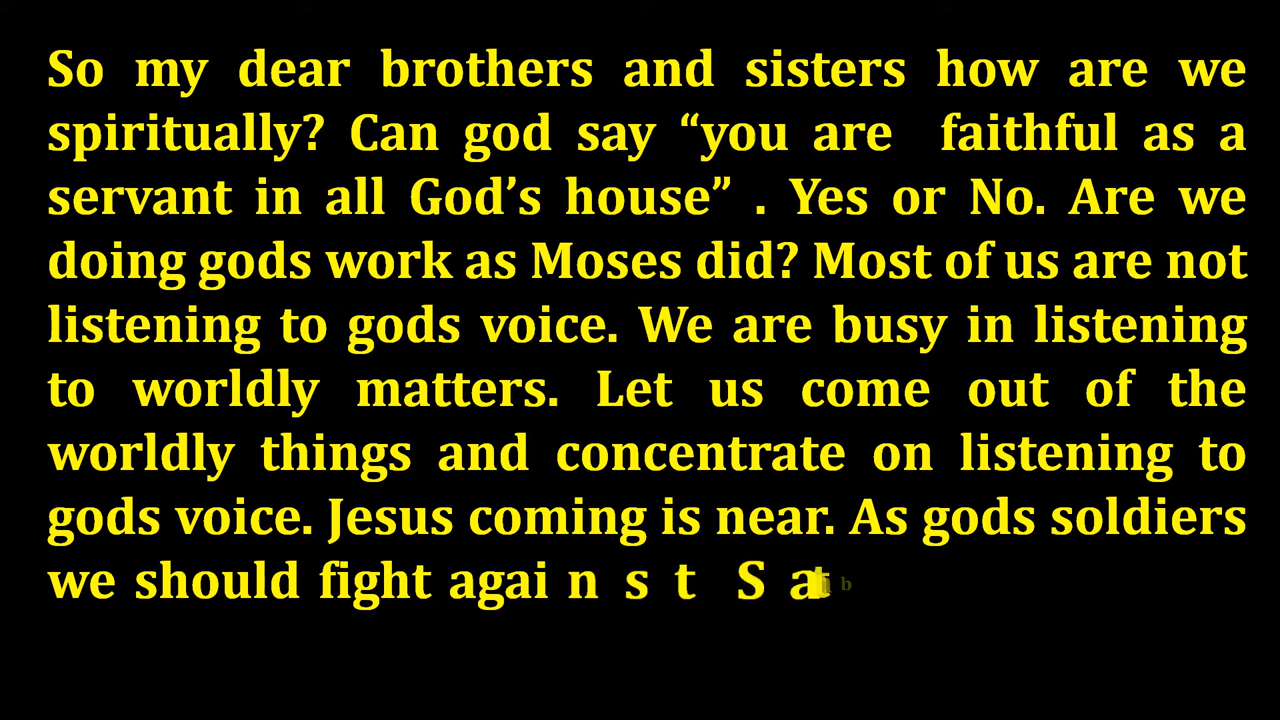 So my dear brothers and sisters how are we
spiritually? Can god say “you are faithful as a
servant in all God’s house” . Yes or No. Are we
doing gods work as Moses did? Most of us are not
listening to gods voice. We are busy in listening
to worldly matters. Let us come out of the
worldly things and concentrate on listening to
gods voice. Jesus coming is near. As gods soldiers
we should fight against